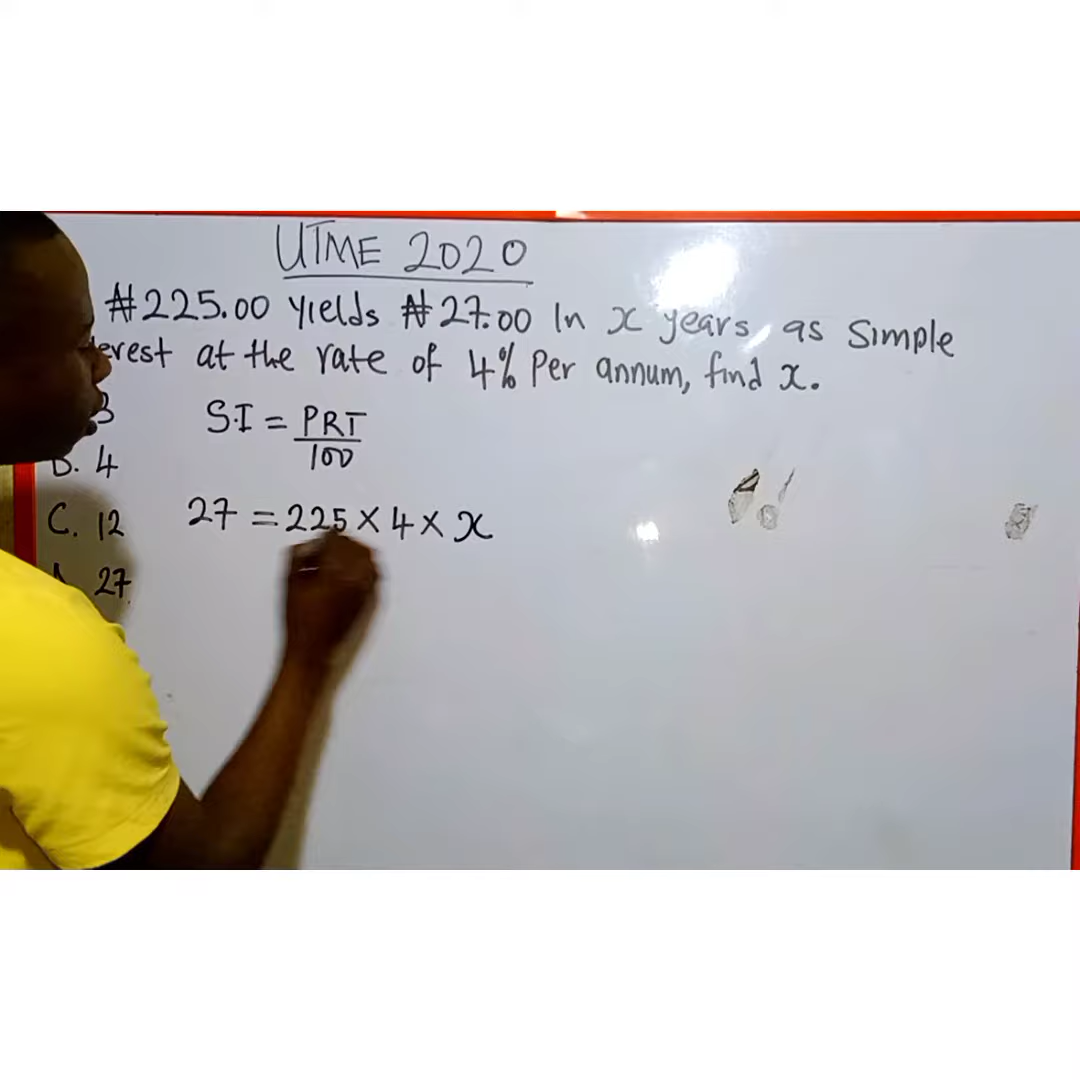 UTME 2020
₦225.00 yields ₦27.00 In x years, as Simple
erest at the rate of 4% Per annum, find x.
3
S.I = PRT
100
B. 4
C. 12
27 = 225 × 4 × x
27